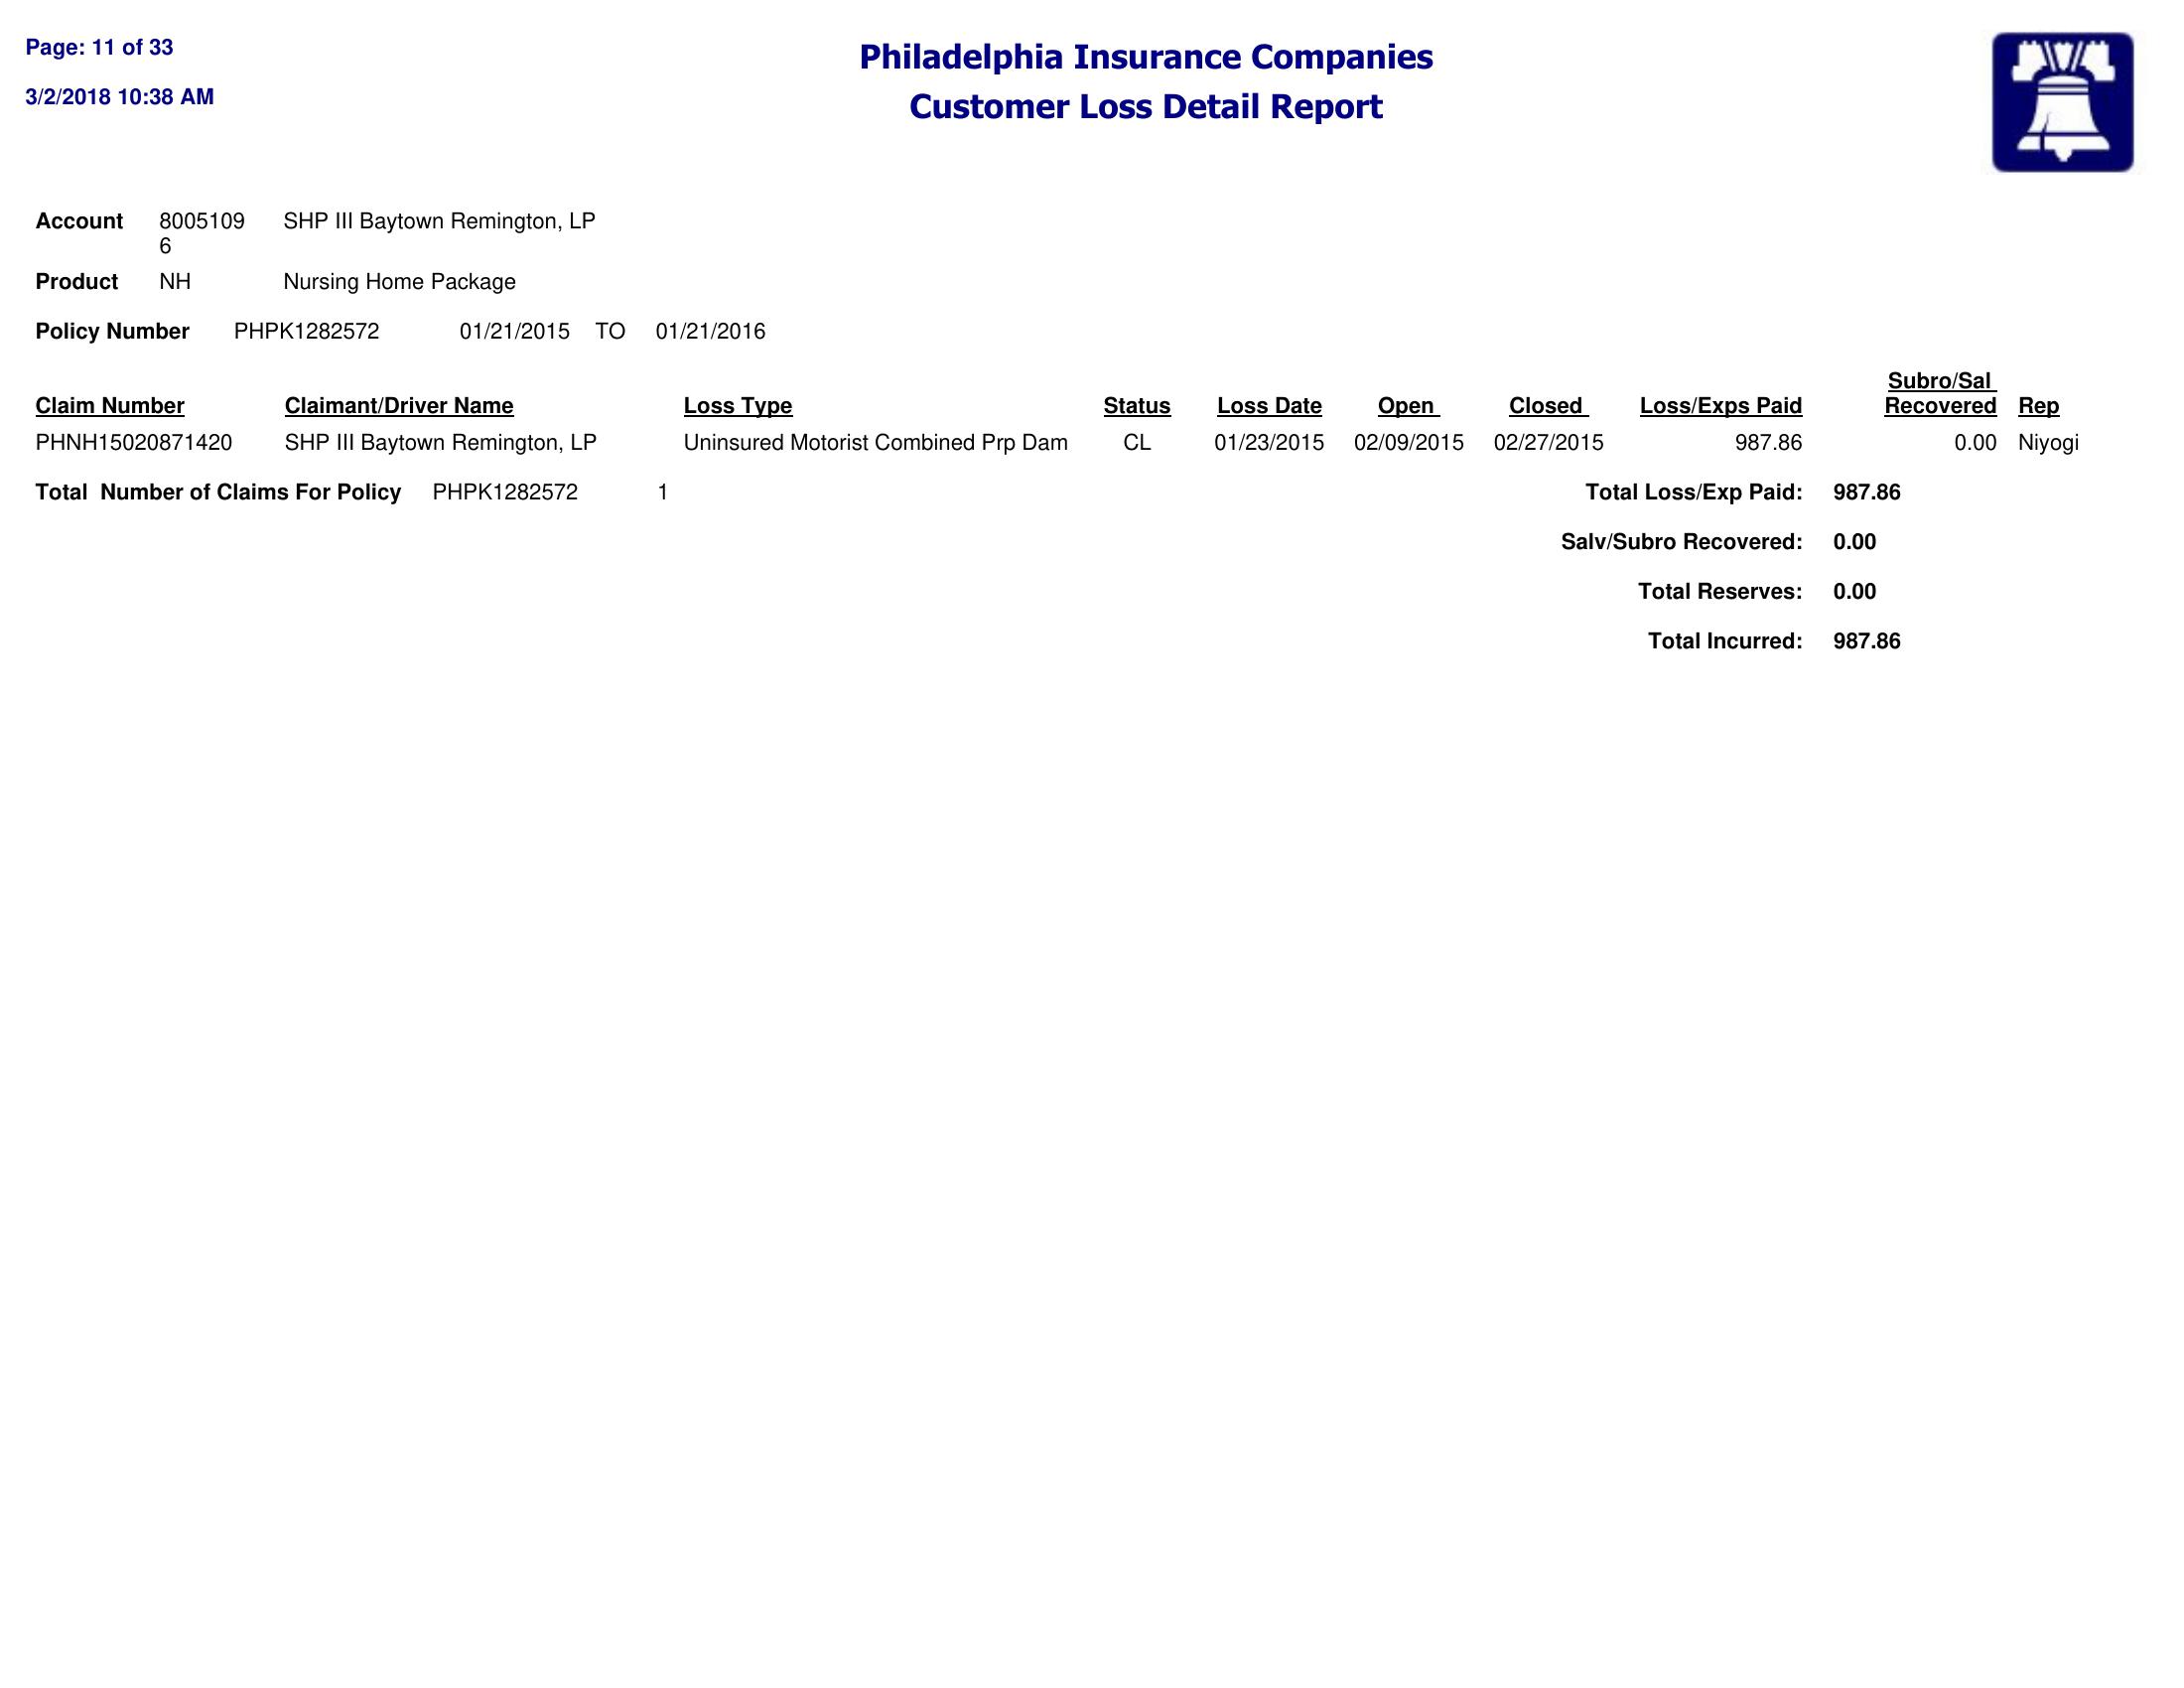 Page: 11 of 33
3/2/2018 10:38 AM
Philadelphia Insurance Companies
Customer Loss Detail Report
Account 8005109 SHP III Baytown Remington, LP
6
Product NH Nursing Home Package
Policy Number PHPK1282572 01/21/2015 TO 01/21/2016
Subro/Sal
Claim Number Claimant/Driver Name Loss Type Status Loss Date Open Closed Loss/Exps Paid Recovered Rep
PHNH15020871420 SHP III Baytown Remington, LP Uninsured Motorist Combined Prp Dam CL 01/23/2015 02/09/2015 02/27/2015 987.86 0.00 Niyogi
Total Number of Claims For Policy PHPK1282572 1 Total Loss/Exp Paid: 987.86
Salv/Subro Recovered: 0.00
Total Reserves: 0.00
Total Incurred: 987.86